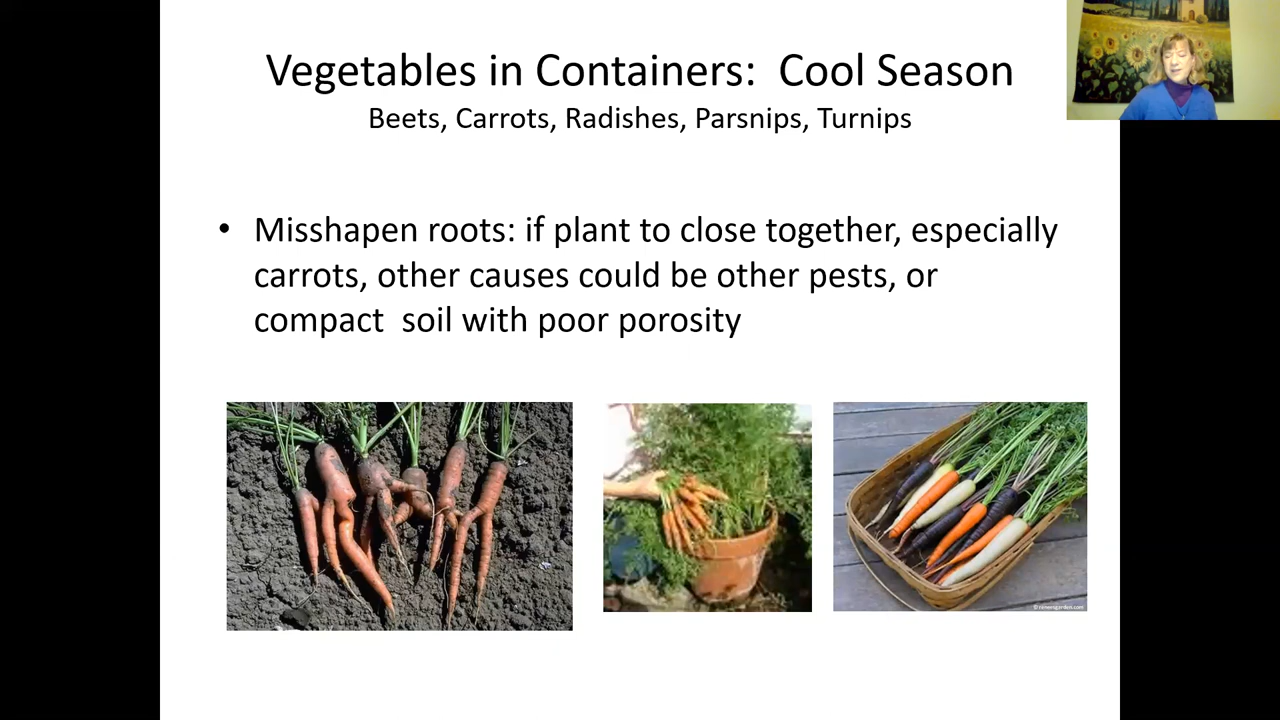 Vegetables in Containers:  Cool Season
Beets, Carrots, Radishes, Parsnips, Turnips
• Misshapen roots: if plant to close together, especially
carrots, other causes could be other pests, or
compact  soil with poor porosity